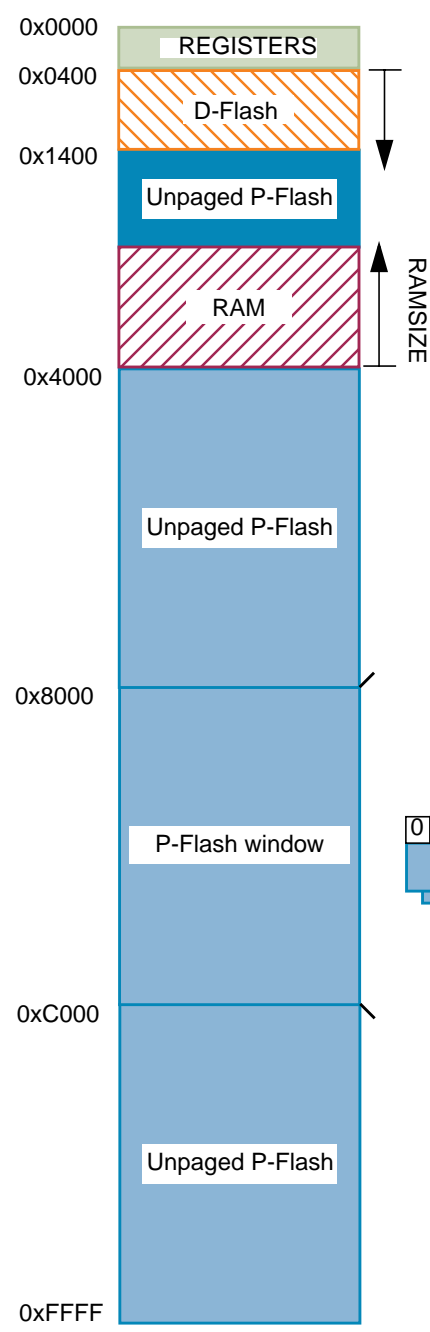 0x0000
REGISTERS
0x0400
D-Flash
0x1400
Unpaged P-Flash
RAM
RAMSIZE
0x4000
Unpaged P-Flash
0x8000
P-Flash window
0
0xC000
Unpaged P-Flash
0xFFFF